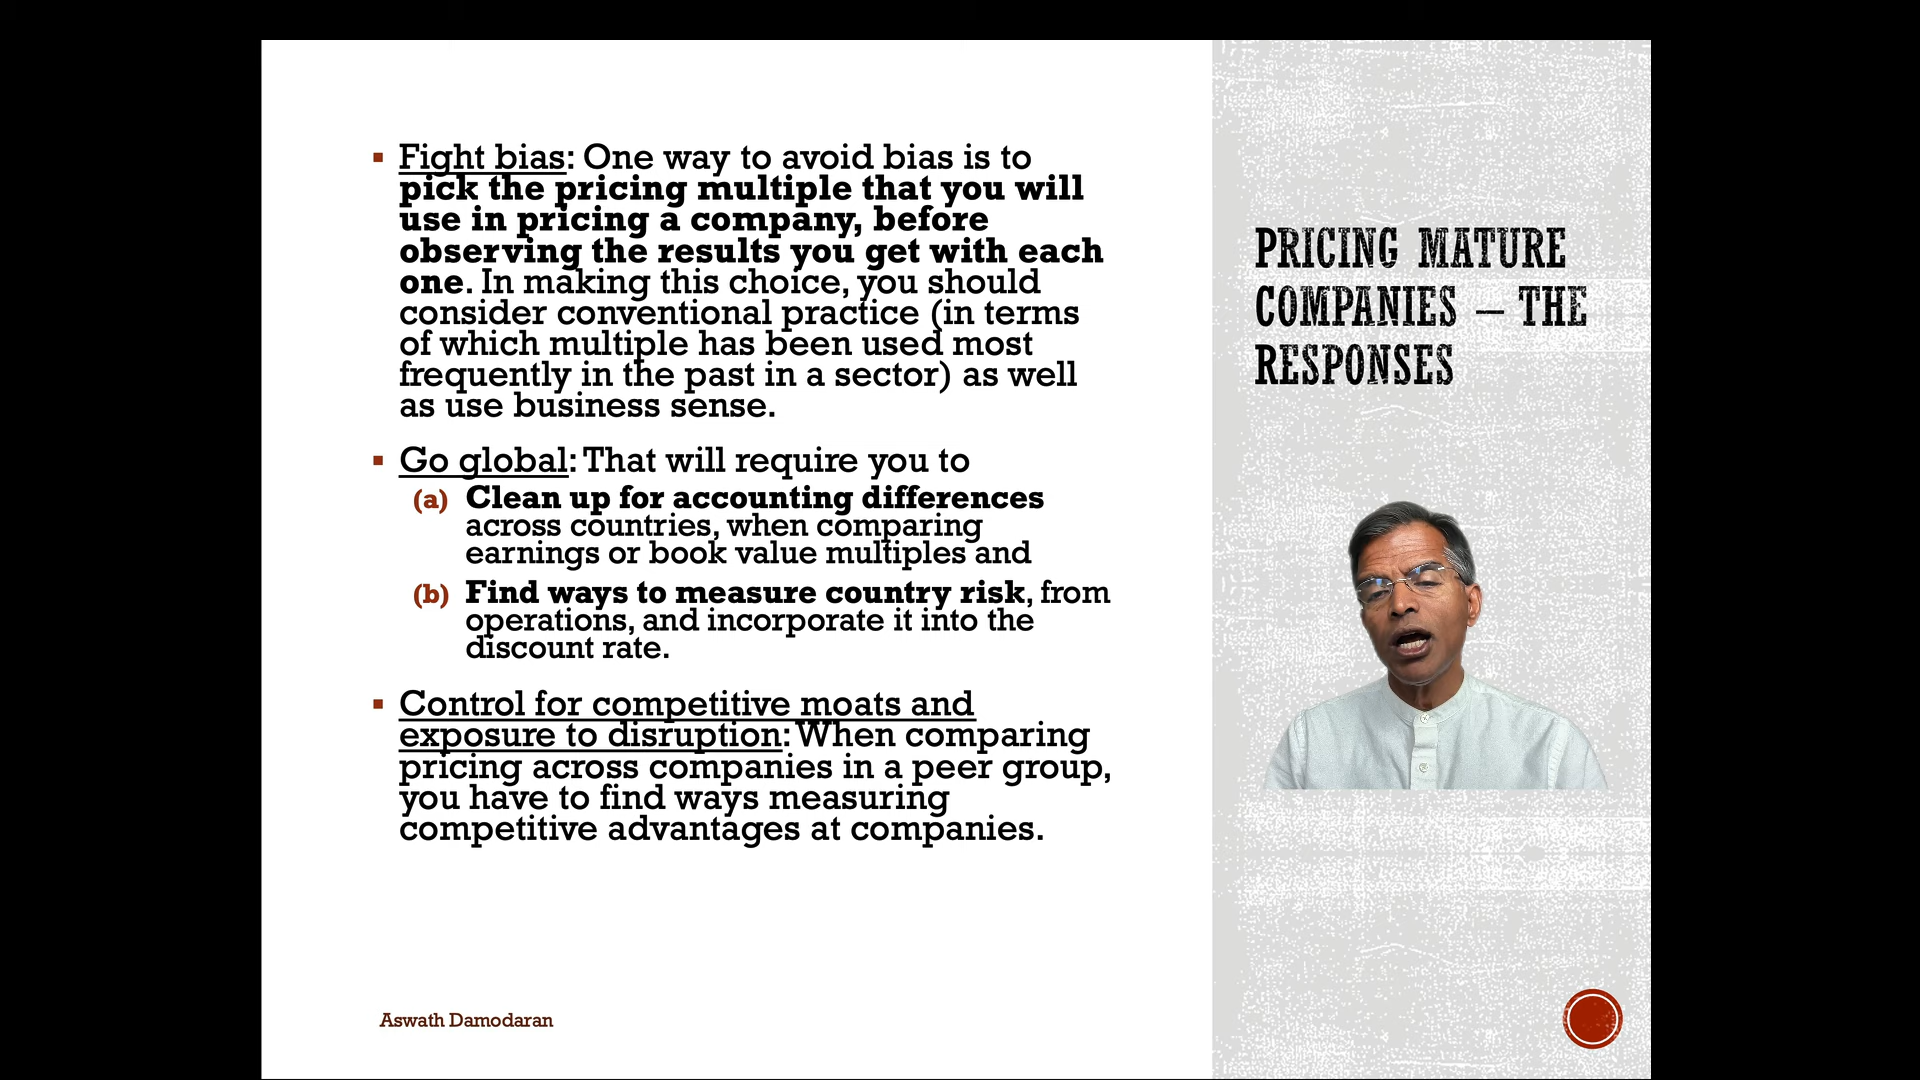 Fight bias: One way to avoid bias is to
pick the pricing multiple that you will
use in pricing a company, before
observing the results you get with each
one. In making this choice, you should
consider conventional practice (in terms
of which multiple has been used most
frequently in the past in a sector) as well
as use business sense.
Go global: That will require you to
(a) Clean up for accounting differences
across countries, when comparing
earnings or book value multiples and
(b) Find ways to measure country risk, from
operations, and incorporate it into the
discount rate.
Control for competitive moats and
exposure to disruption: When comparing
pricing across companies in a peer group,
you have to find ways measuring
competitive advantages at companies.
Aswath Damodaran
PRICING MATURE
COMPANIES – THE
RESPONSES